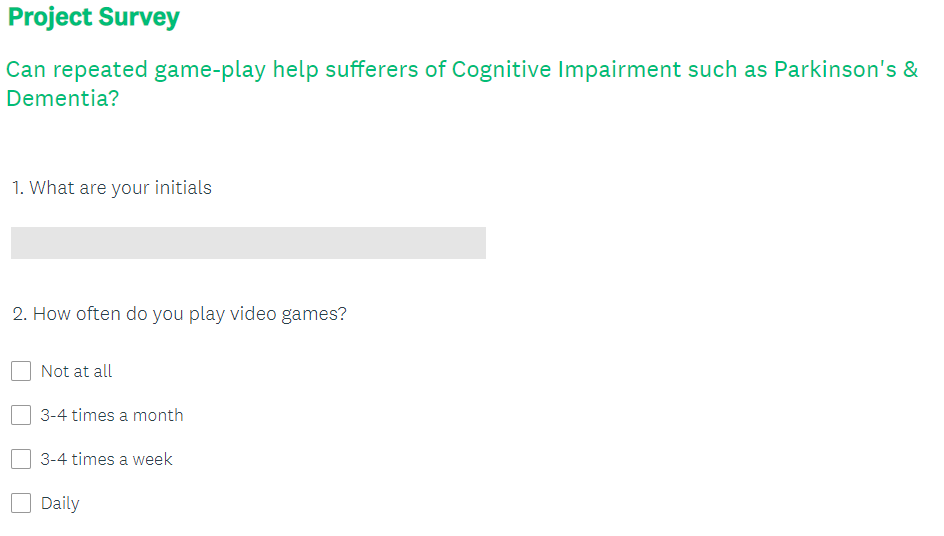 Project Survey
Can repeated game-play help sufferers of Cognitive Impairment such as Parkinson's &
Dementia?
1. What are your initials
2. How often do you play video games?
Not at all
3-4 times a month
3-4 times a week
Daily